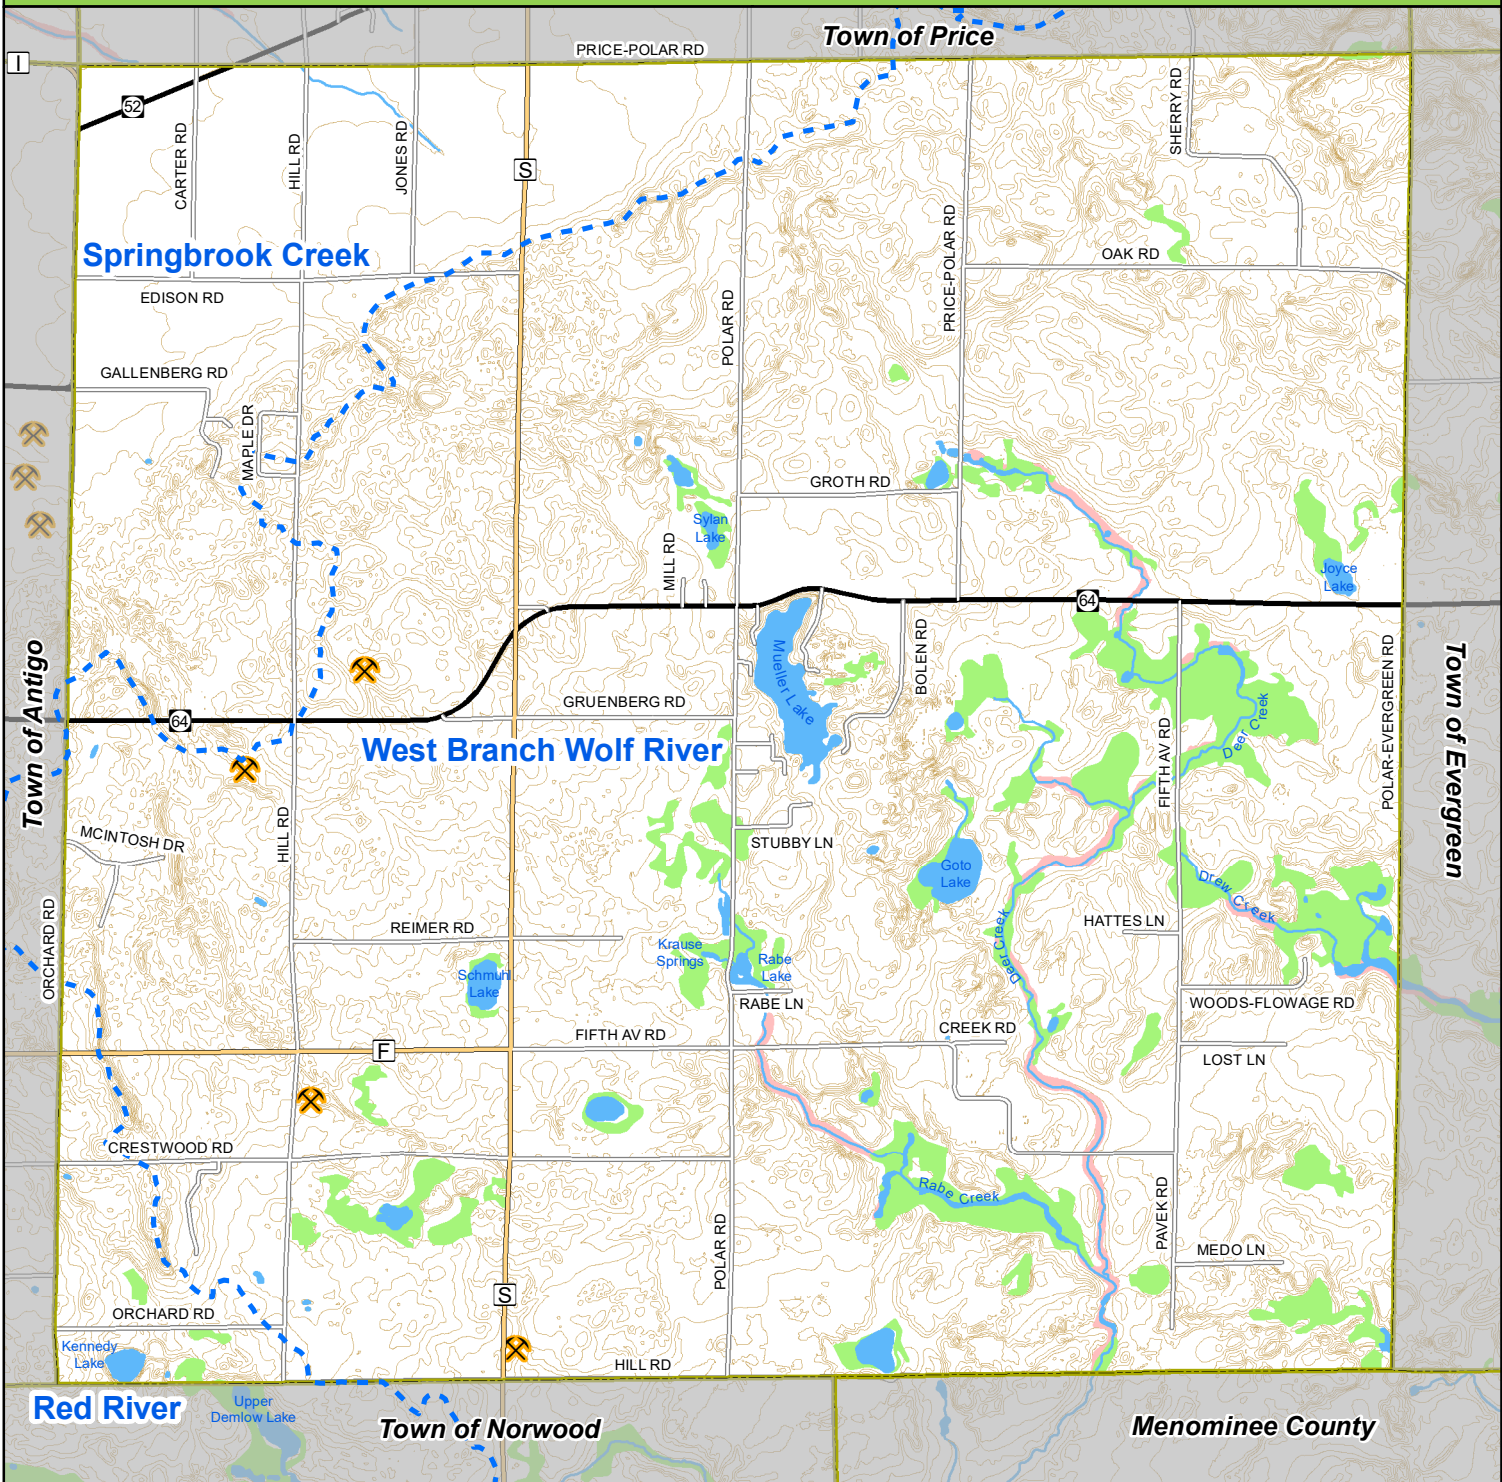 Town of Price
PRICE-POLAR RD
I
52
CARTER RD
HILL RD
JONES RD
S
SHERRY RD
Springbrook Creek
EDISON RD
PRICE-POLAR RD
OAK RD
POLAR RD
GALLENBERG RD
MAPLE DR
GROTH RD
Sylan
Lake
MILL RD
Joyce
Lake
64
Town of Antigo
64
GRUENBERG RD
Mueller Lake
BOLEN RD
FIFTH AV RD
Deer Creek
POLAR-EVERGREEN RD
Town of Evergreen
West Branch Wolf River
MCINTOSH DR
HILL RD
STUBBY LN
Goto
Lake
Drew Creek
ORCHARD RD
REIMER RD
Krause
Springs
Rabe
Lake
Deer Creek
HATTES LN
Schmuhl
Lake
RABE LN
WOODS-FLOWAGE RD
F
FIFTH AV RD
CREEK RD
LOST LN
CRESTWOOD RD
Rabe Creek
PAVEK RD
POLAR RD
MEDO LN
S
ORCHARD RD
Kennedy
Lake
HILL RD
Red River
Upper
Demlow Lake
Town of Norwood
Menominee County